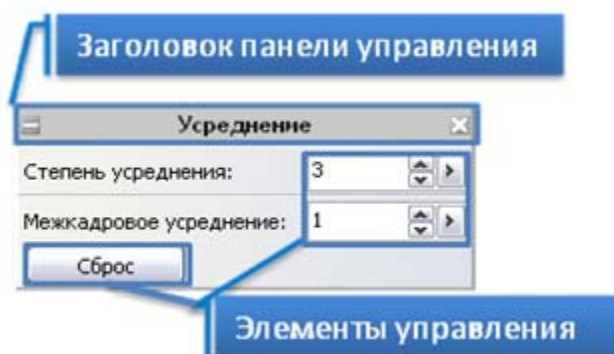 Заголовок панели управления
Усреднение
Степень усреднения: 3
Межкадровое усреднение: 1
Сброс
Элементы управления